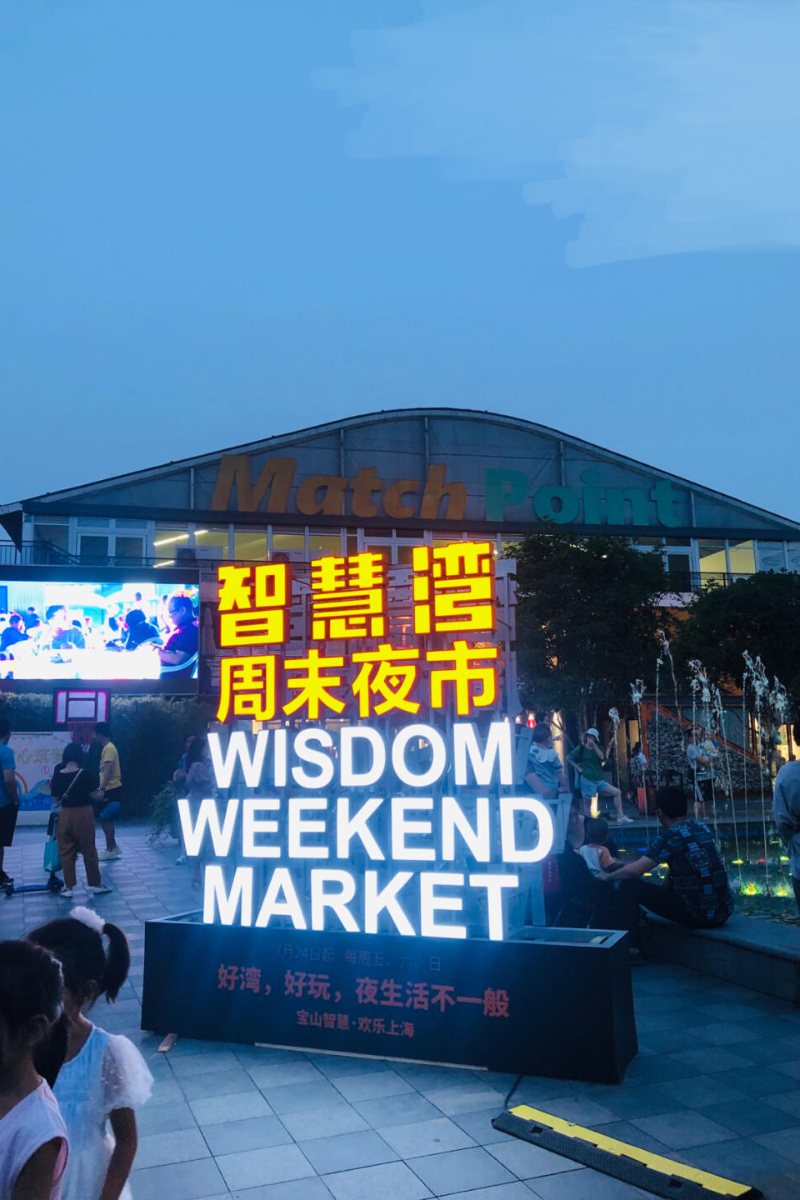 Match Point
智慧湾
周末夜市
WISDOM
WEEKEND
MARKET
7月24日起 每周五、六、日
好湾，好玩，夜生活不一般
宝山智慧·欢乐上海